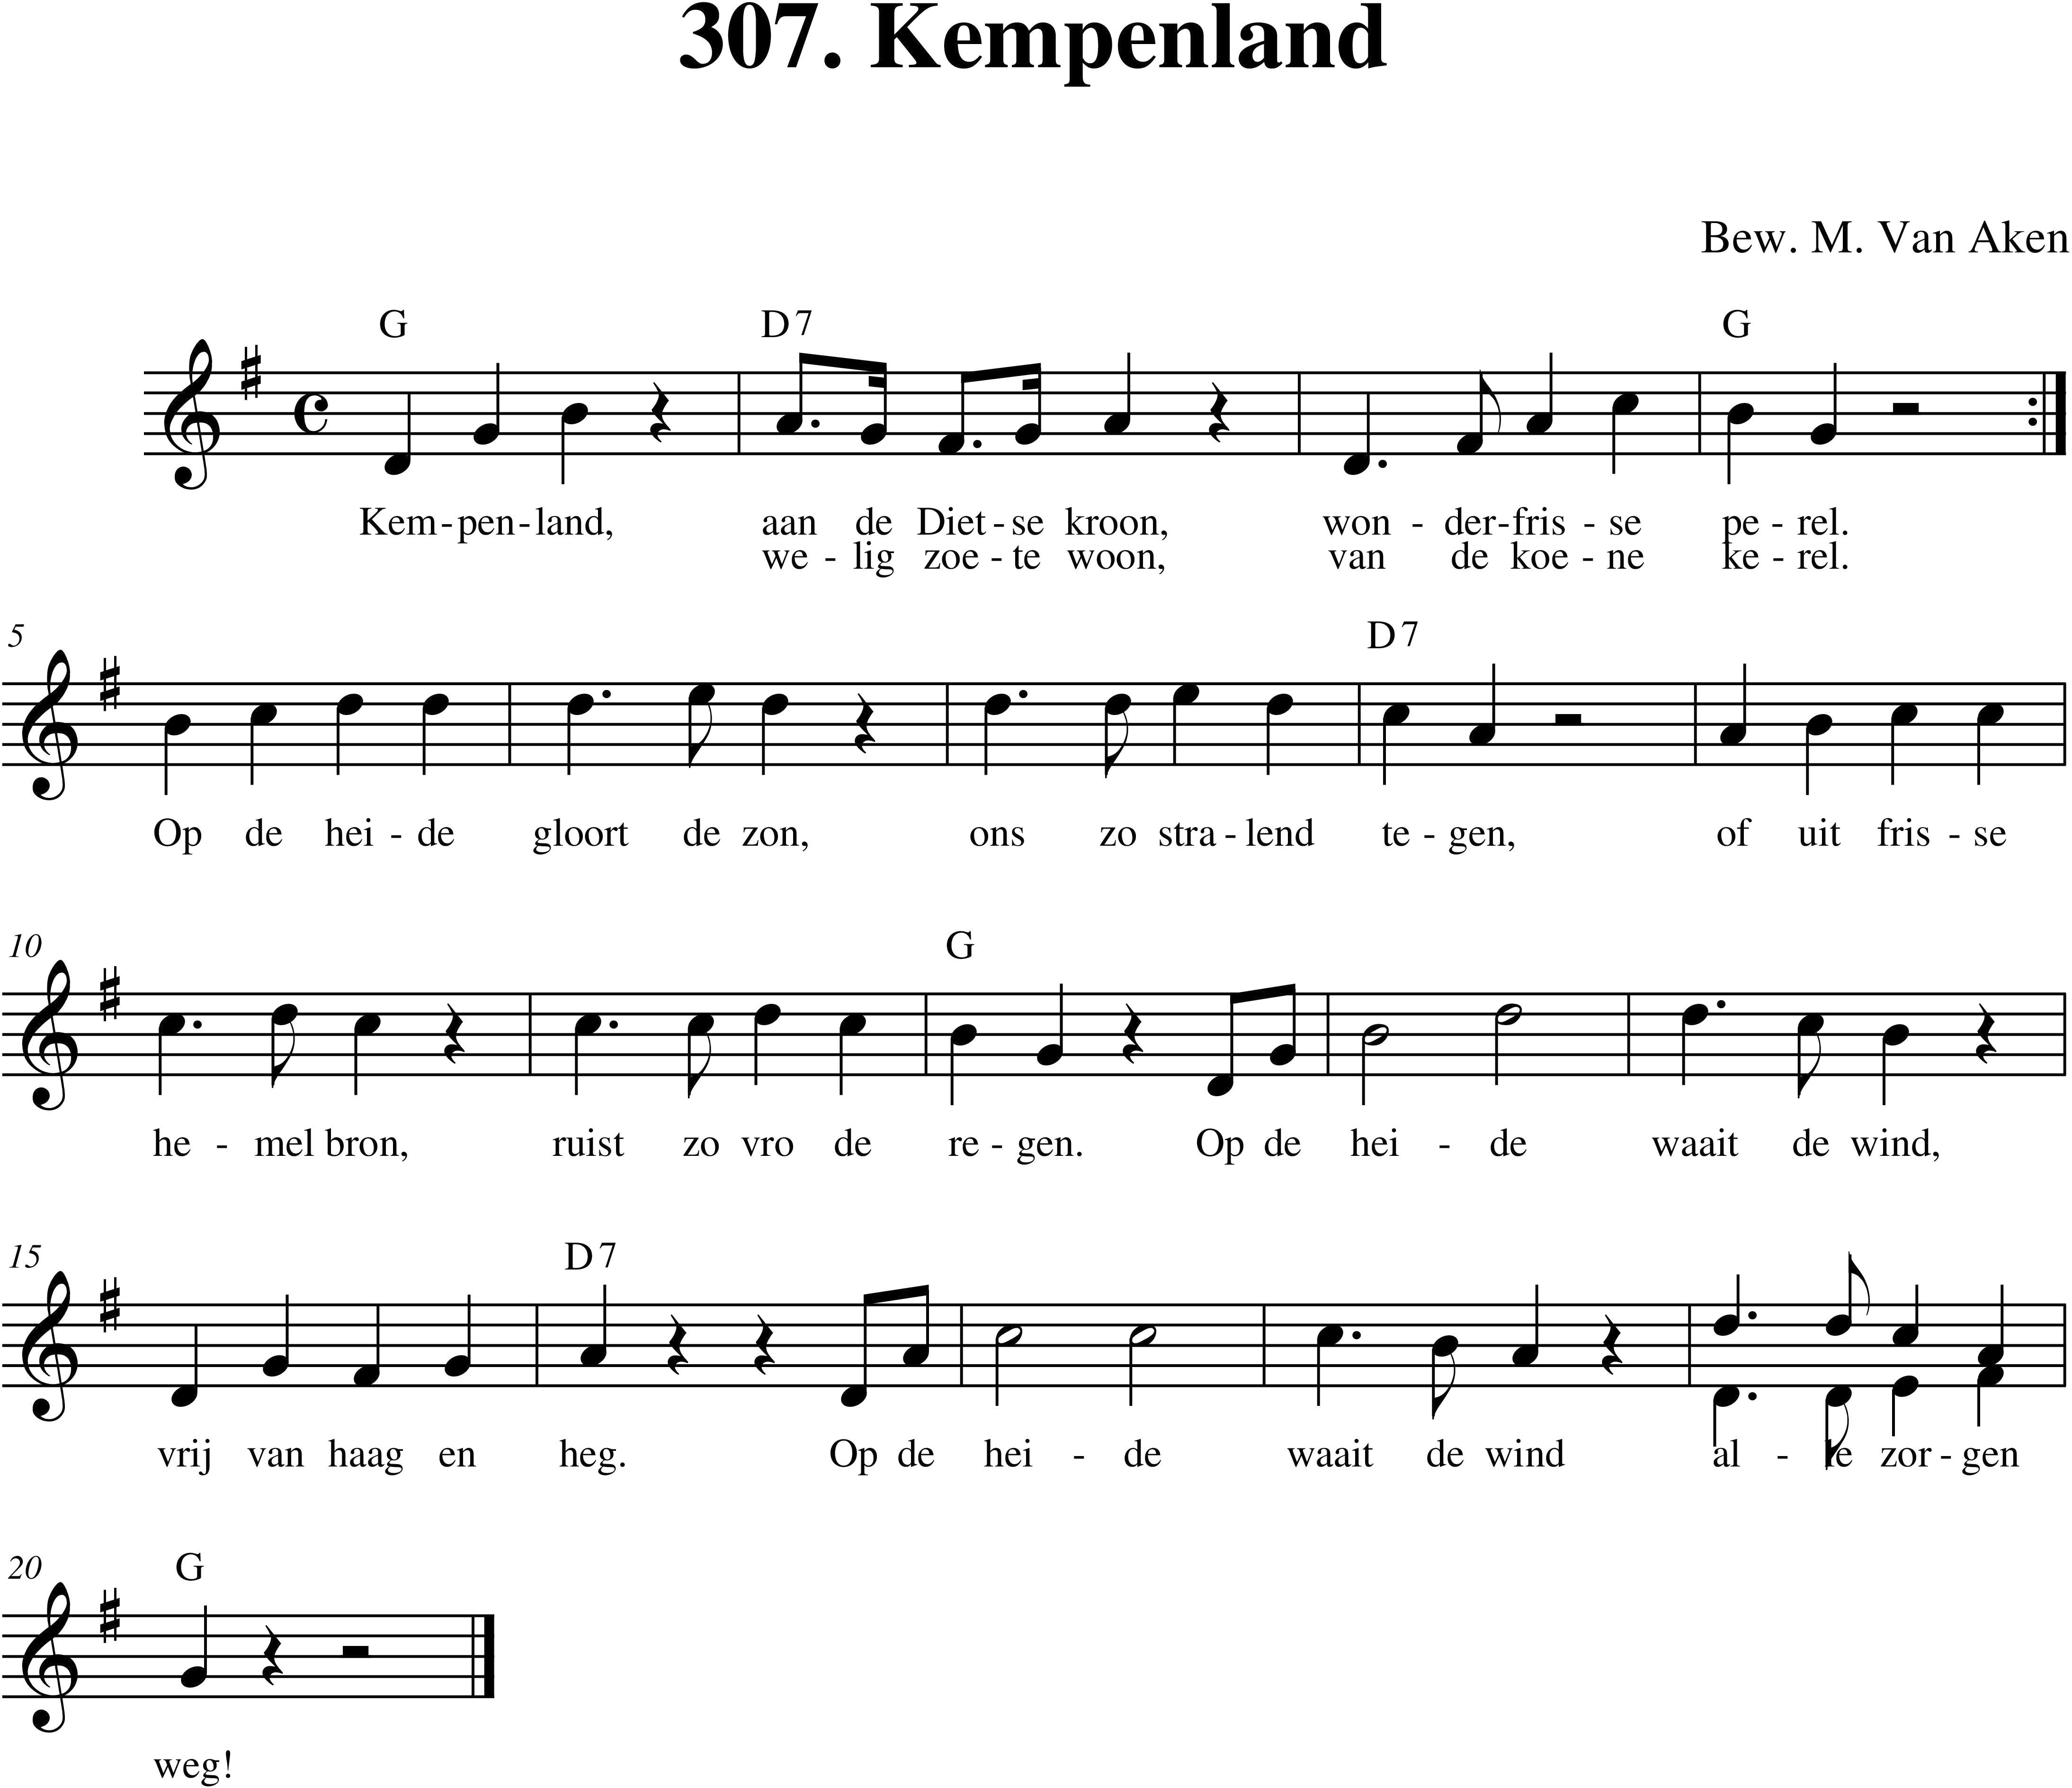 307. Kempenland
Bew. M. Van Aken
G D7 G
Kem - pen - land, aan de Diet - se kroon, won - der - fris - se pe - rel.
we - lig zoe - te woon, van de koe - ne ke - rel.
5 D7
Op de hei - de gloort de zon, ons zo stra - lend te - gen, of uit fris - se
10 G
he - mel bron, ruist zo vro de re - gen. Op de hei - de waait de wind,
15 D7
vrij van haag en heg. Op de hei - de waait de wind al - le zor - gen
20 G
weg!